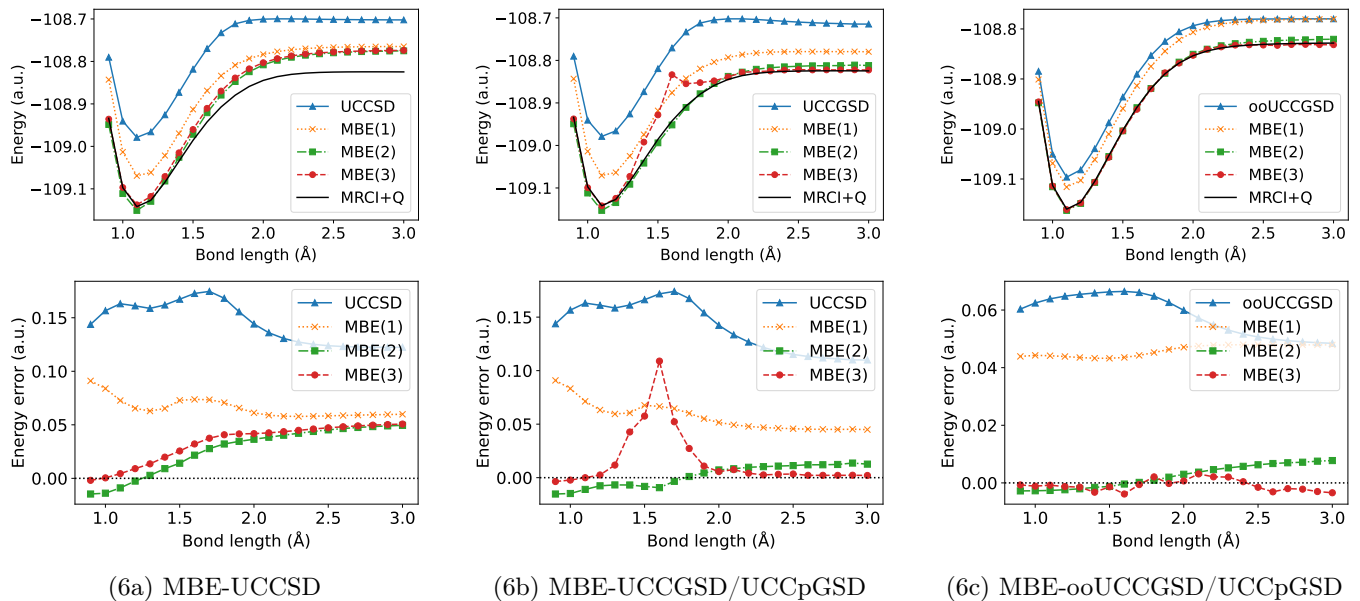 −108.7
−108.8
−108.9
−109.0
−109.1
Energy (a.u.)
UCCSD
MBE(1)
MBE(2)
MBE(3)
MRCI+Q
1.0 1.5 2.0 2.5 3.0
Bond length (Å)
−108.7
−108.8
−108.9
−109.0
−109.1
Energy (a.u.)
UCCGSD
MBE(1)
MBE(2)
MBE(3)
MRCI+Q
1.0 1.5 2.0 2.5 3.0
Bond length (Å)
−108.8
−108.9
−109.0
−109.1
Energy (a.u.)
ooUCCGSD
MBE(1)
MBE(2)
MBE(3)
MRCI+Q
1.0 1.5 2.0 2.5 3.0
Bond length (Å)
0.15
0.10
0.05
0.00
Energy error (a.u.)
UCCSD
MBE(1)
MBE(2)
MBE(3)
1.0 1.5 2.0 2.5 3.0
Bond length (Å)
0.15
0.10
0.05
0.00
Energy error (a.u.)
UCCSD
MBE(1)
MBE(2)
MBE(3)
1.0 1.5 2.0 2.5 3.0
Bond length (Å)
0.06
0.04
0.02
0.00
Energy error (a.u.)
ooUCCGSD
MBE(1)
MBE(2)
MBE(3)
1.0 1.5 2.0 2.5 3.0
Bond length (Å)
(6a) MBE-UCCSD
(6b) MBE-UCCGSD/UCCpGSD
(6c) MBE-ooUCCGSD/UCCpGSD